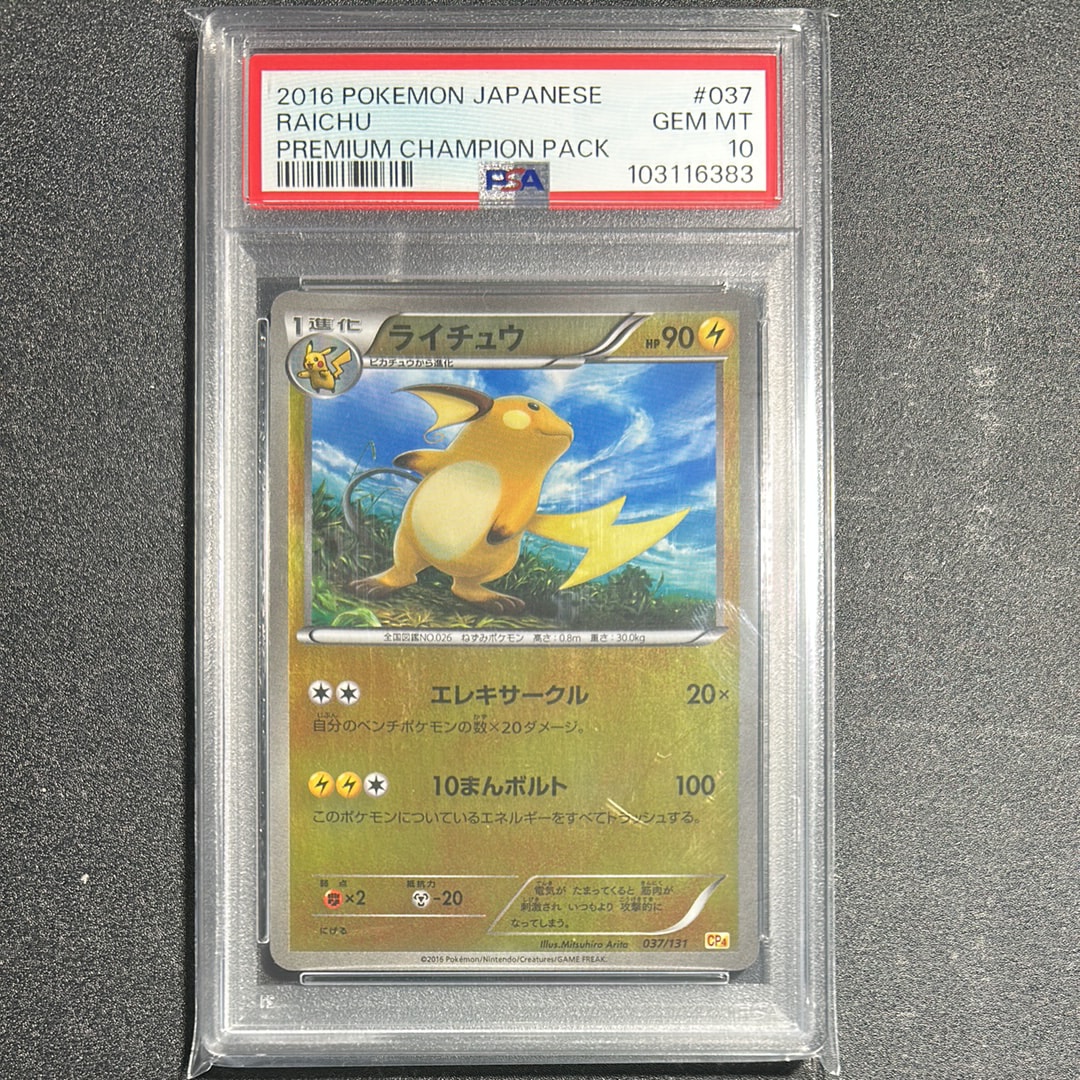 2016 POKEMON JAPANESE #037
RAICHU GEM MT
PREMIUM CHAMPION PACK 10
PSA 103116383
1進化 ライチュウ HP90
ピカチュウから進化
全国図鑑NO.026 ねずみポケモン 高さ:0.8m 重さ:30.0kg
エレキサークル 20×
自分のベンチポケモンの数×20ダメージ。
10まんボルト 100
このポケモンについているエネルギーをすべてトラッシュする。
弱点 抵抗力
×2 -20
にげる
電気が たまってくると 筋肉が
刺激され いつもより 攻撃的に
なってしまう。
Illus.Mitsuhiro Arita 037/131 CP4
©2016 Pokémon/Nintendo/Creatures/GAME FREAK.